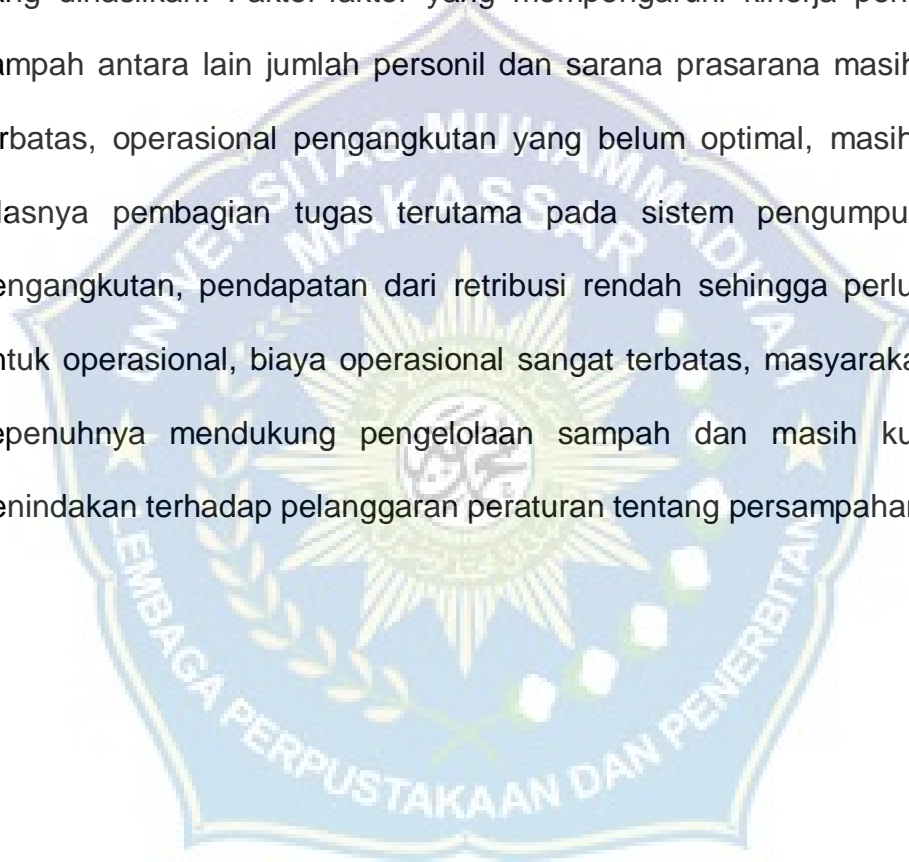 ang dihasilkan. Faktor-faktor yang mempengaruhi kinerja pen
ampah antara lain jumlah personil dan sarana prasarana masih
rbatas, operasional pengangkutan yang belum optimal, masih
lasnya pembagian tugas terutama pada sistem pengumpu
engangkutan, pendapatan dari retribusi rendah sehingga perlu
ntuk operasional, biaya operasional sangat terbatas, masyaraka
epenuhnya mendukung pengelolaan sampah dan masih ku
enindakan terhadap pelanggaran peraturan tentang persampahan
UNIVERSITAS MUHAMMADIYAH
MAKASSAR
LEMBAGA PERPUSTAKAAN DAN PENERBITAN